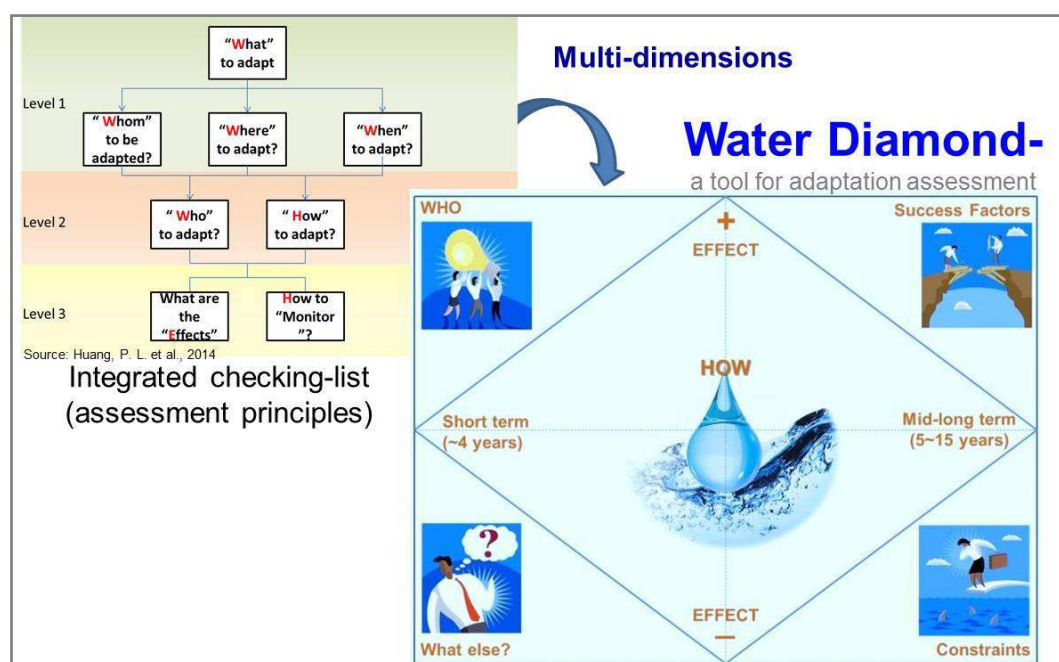 "What"
to adapt
Level 1
" Whom"
to be
adapted?
"Where"
to adapt?
"When"
to adapt?
Level 2
" Who"
to adapt?
" How"
to adapt?
Level 3
What are
the
"Effects"
How to
"Monitor
"?
Source: Huang, P. L. et al., 2014
Integrated checking-list
(assessment principles)
Multi-dimensions
Water Diamond-
a tool for adaptation assessment
WHO
+
EFFECT
Success Factors
HOW
Short term
(~4 years)
Mid-long term
(5~15 years)
?
What else?
EFFECT
−
Constraints